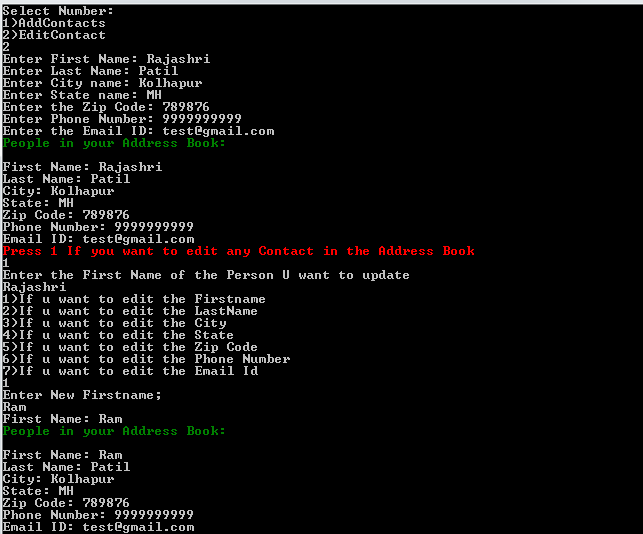 Select Number:
1)AddContacts
2)EditContact
2
Enter First Name: Rajashri
Enter Last Name: Patil
Enter City name: Kolhapur
Enter State name: MH
Enter the Zip Code: 789876
Enter Phone Number: 9999999999
Enter the Email ID: test@gmail.com
People in your Address Book:
First Name: Rajashri
Last Name: Patil
City: Kolhapur
State: MH
Zip Code: 789876
Phone Number: 9999999999
Email ID: test@gmail.com
Press 1 If you want to edit any Contact in the Address Book
1
Enter the First Name of the Person U want to update
Rajashri
1)If u want to edit the Firstname
2)If u want to edit the LastName
3)If u want to edit the City
4)If u want to edit the State
5)If u want to edit the Zip Code
6)If u want to edit the Phone Number
7)If u want to edit the Email Id
1
Enter New Firstname;
Ram
First Name: Ram
People in your Address Book:
First Name: Ram
Last Name: Patil
City: Kolhapur
State: MH
Zip Code: 789876
Phone Number: 9999999999
Email ID: test@gmail.com